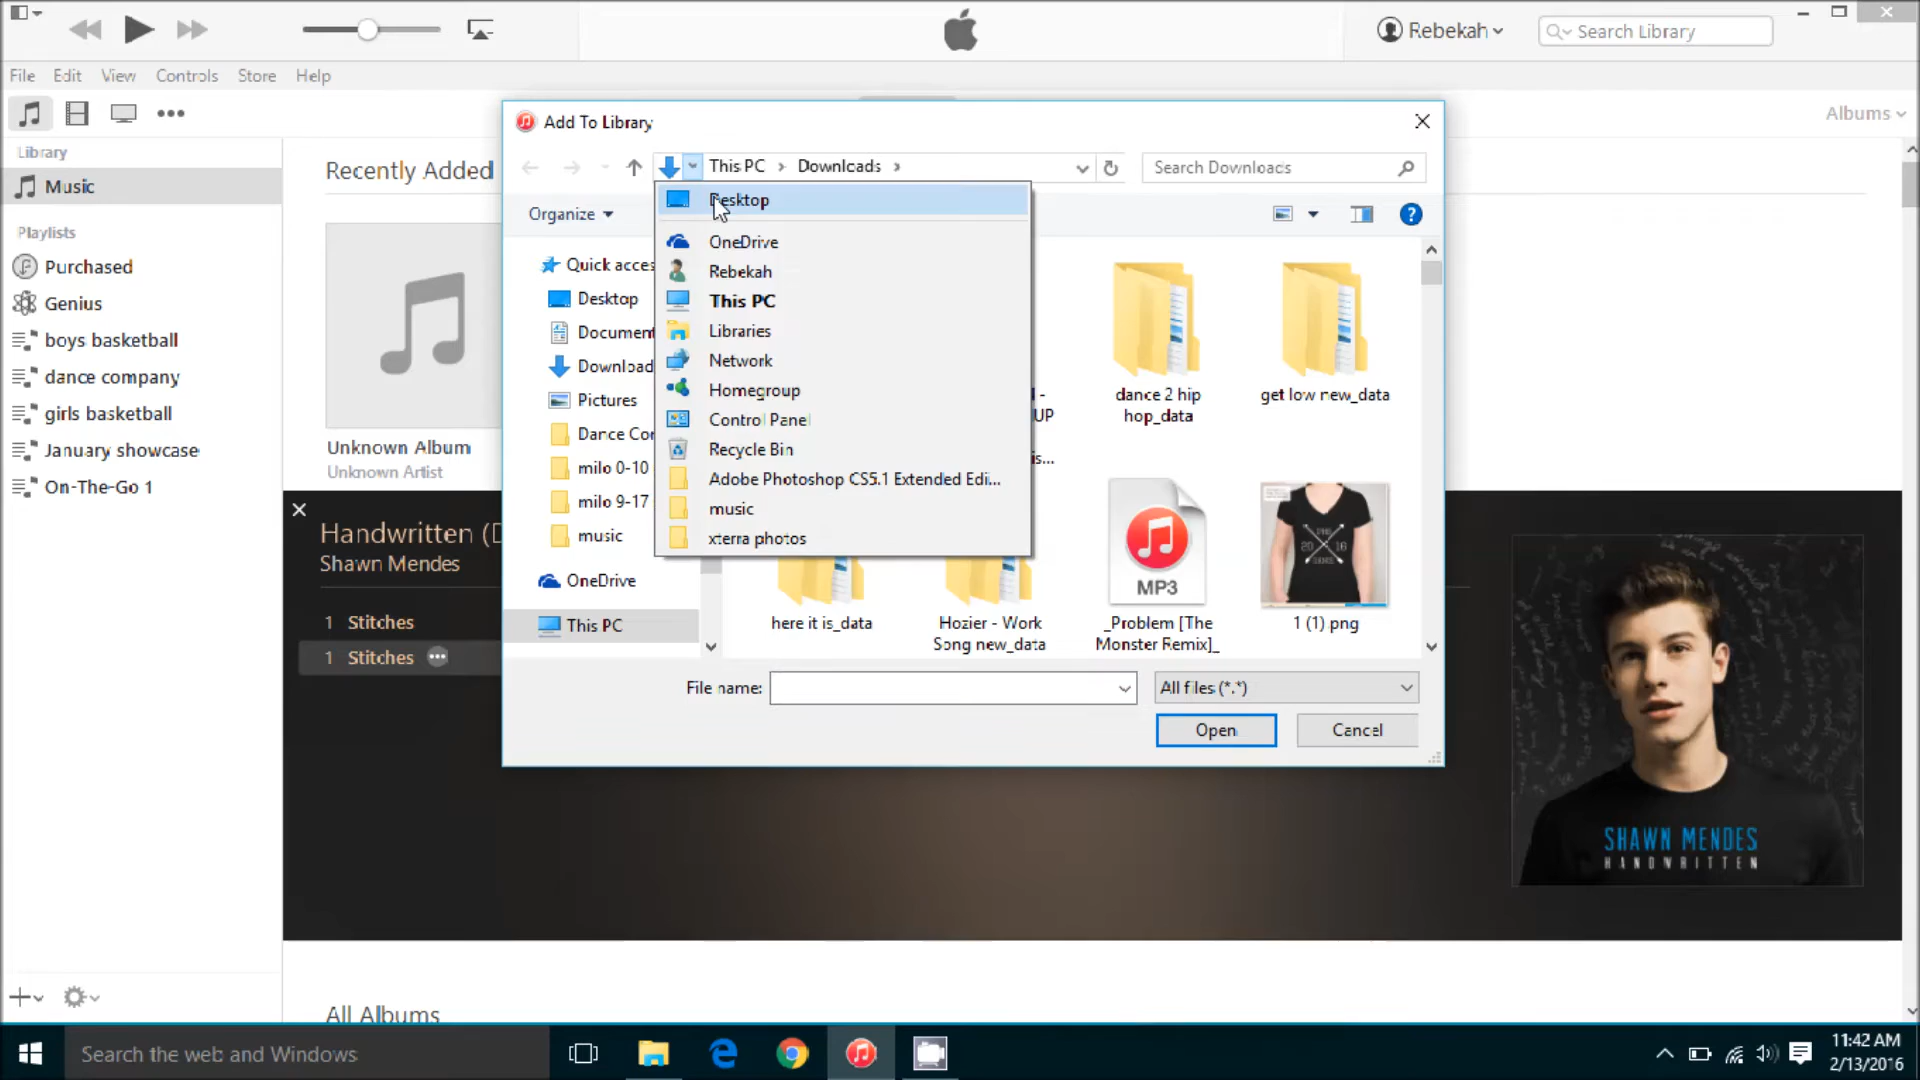 Rebekah
Search Library
File Edit View Controls Store Help
Albums
Library
Music
Playlists
Purchased
Genius
boys basketball
dance company
girls basketball
January showcase
On-The-Go 1
Recently Added
Unknown Album
Unknown Artist
Handwritten (D
Shawn Mendes
1 Stitches
1 Stitches
All Albums
Add To Library
This PC > Downloads >
Search Downloads
Organize
Quick acces
Desktop
Document
Download
Pictures
Dance Cor
milo 0-10
milo 9-17
music
OneDrive
This PC
Desktop
OneDrive
Rebekah
This PC
Libraries
Network
Homegroup
Control Panel
Recycle Bin
Adobe Photoshop CS5.1 Extended Edi...
music
xterra photos
dance 2 hip
hop_data
get low new_data
here it is_data
Hozier - Work
Song new_data
MP3
_Problem [The
Monster Remix]_
1 (1).png
File name:
All files (*.*)
Open
Cancel
SHAWN MENDES
HANDWRITTEN
Search the web and Windows
11:42 AM
2/13/2016